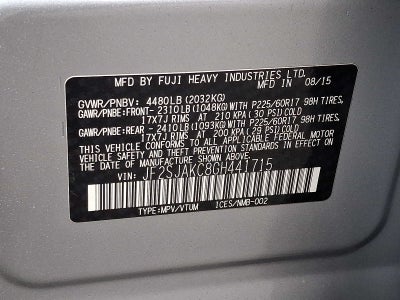 MFD BY FUJI HEAVY INDUSTRIES LTD.
GVWR/PNBV: 4480LB (2032KG) MFD IN 08/15
GAWR/PNBE:FRONT- 2310LB (1048KG)WITH P225/60R17 98H TIRES,
17X7J RIMS AT 210 KPA (30 PSI)COLD
GAWR/PNBE:REAR - 2410LB (1093KG)WITH P225/60R17 98H TIRES,
17X7J RIMS AT 200 KPA (29 PSI)COLD
THIS VEHICLE CONFORMS TO ALL APPLICABLE FEDERAL MOTOR
VEHICLE SAFETY, BUMPER, AND THEFT PREVENTION
STANDARDS IN EFFECT ON THE DATE OF MANUFACTURE
SHOWN ABOVE.
VIN: JF2SJAKC8GH441715
TYPE:MPV/VTUM ICES/NMB-002